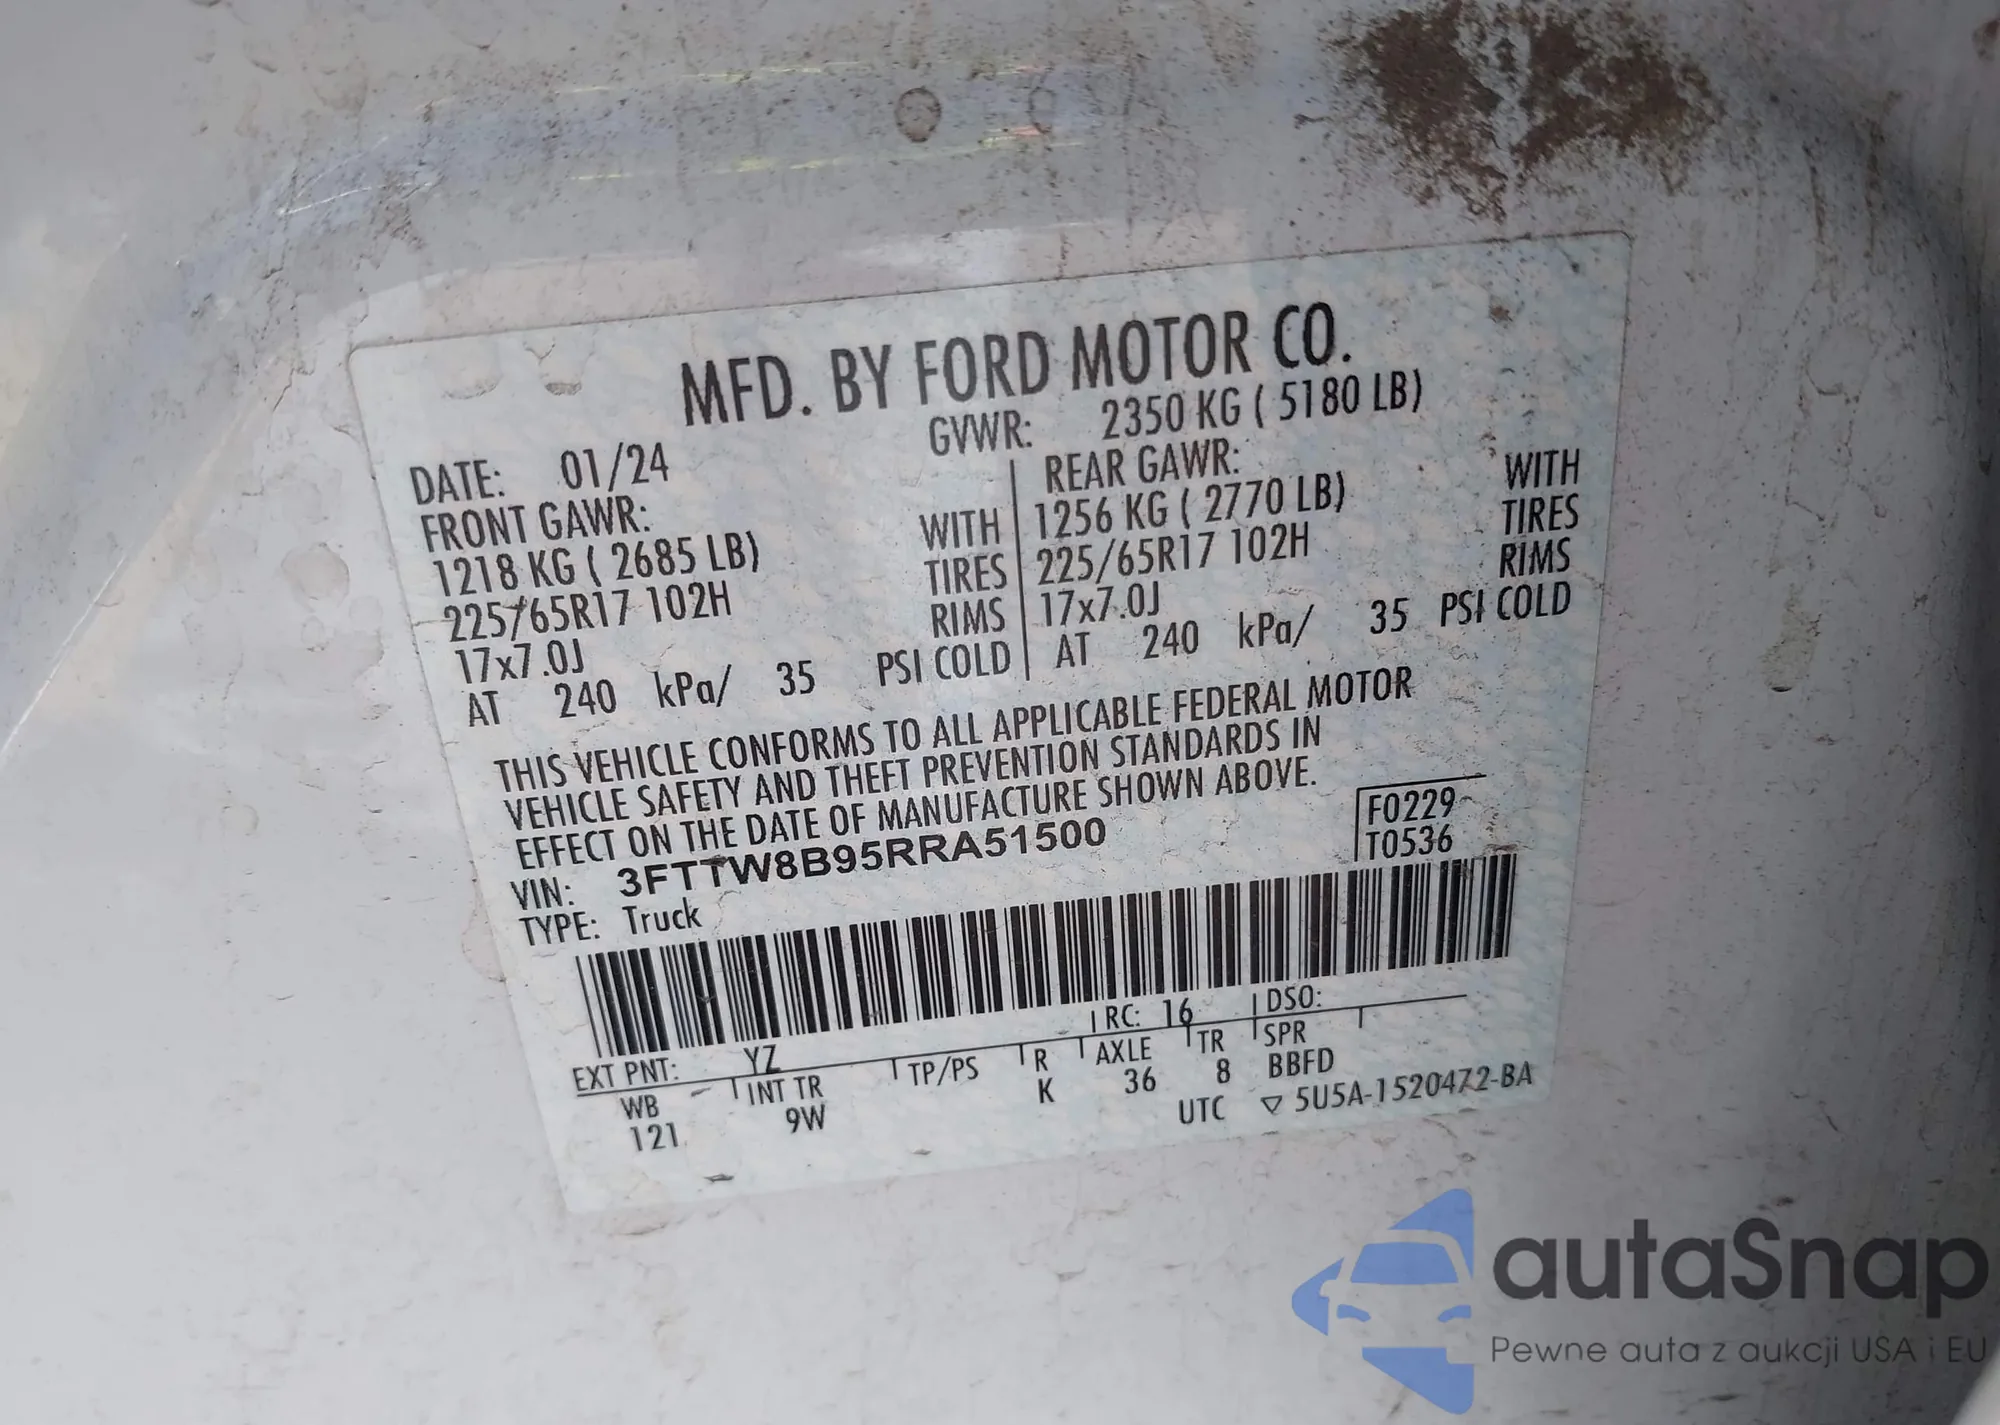 MFD. BY FORD MOTOR CO.
DATE: 01/24 GVWR: 2350 KG ( 5180 LB)
FRONT GAWR: REAR GAWR:
1218 KG ( 2685 LB) WITH 1256 KG ( 2770 LB) WITH
225/65R17 102H TIRES 225/65R17 102H TIRES
17x7.0J RIMS 17x7.0J RIMS
AT 240 kPa/ 35 PSI COLD AT 240 kPa/ 35 PSI COLD
THIS VEHICLE CONFORMS TO ALL APPLICABLE FEDERAL MOTOR
VEHICLE SAFETY AND THEFT PREVENTION STANDARDS IN
EFFECT ON THE DATE OF MANUFACTURE SHOWN ABOVE.
VIN: 3FTTW8B95RRA51500 F0229
TYPE: Truck T0536
EXT PNT: YZ RC: 16 DSO:
WB INT TR TP/PS R AXLE TR SPR
121 9W K 36 8 BBFD
UTC ▽ 5U5A-1520472-BA
autaSnap
Pewne auta z aukcji USA i EU